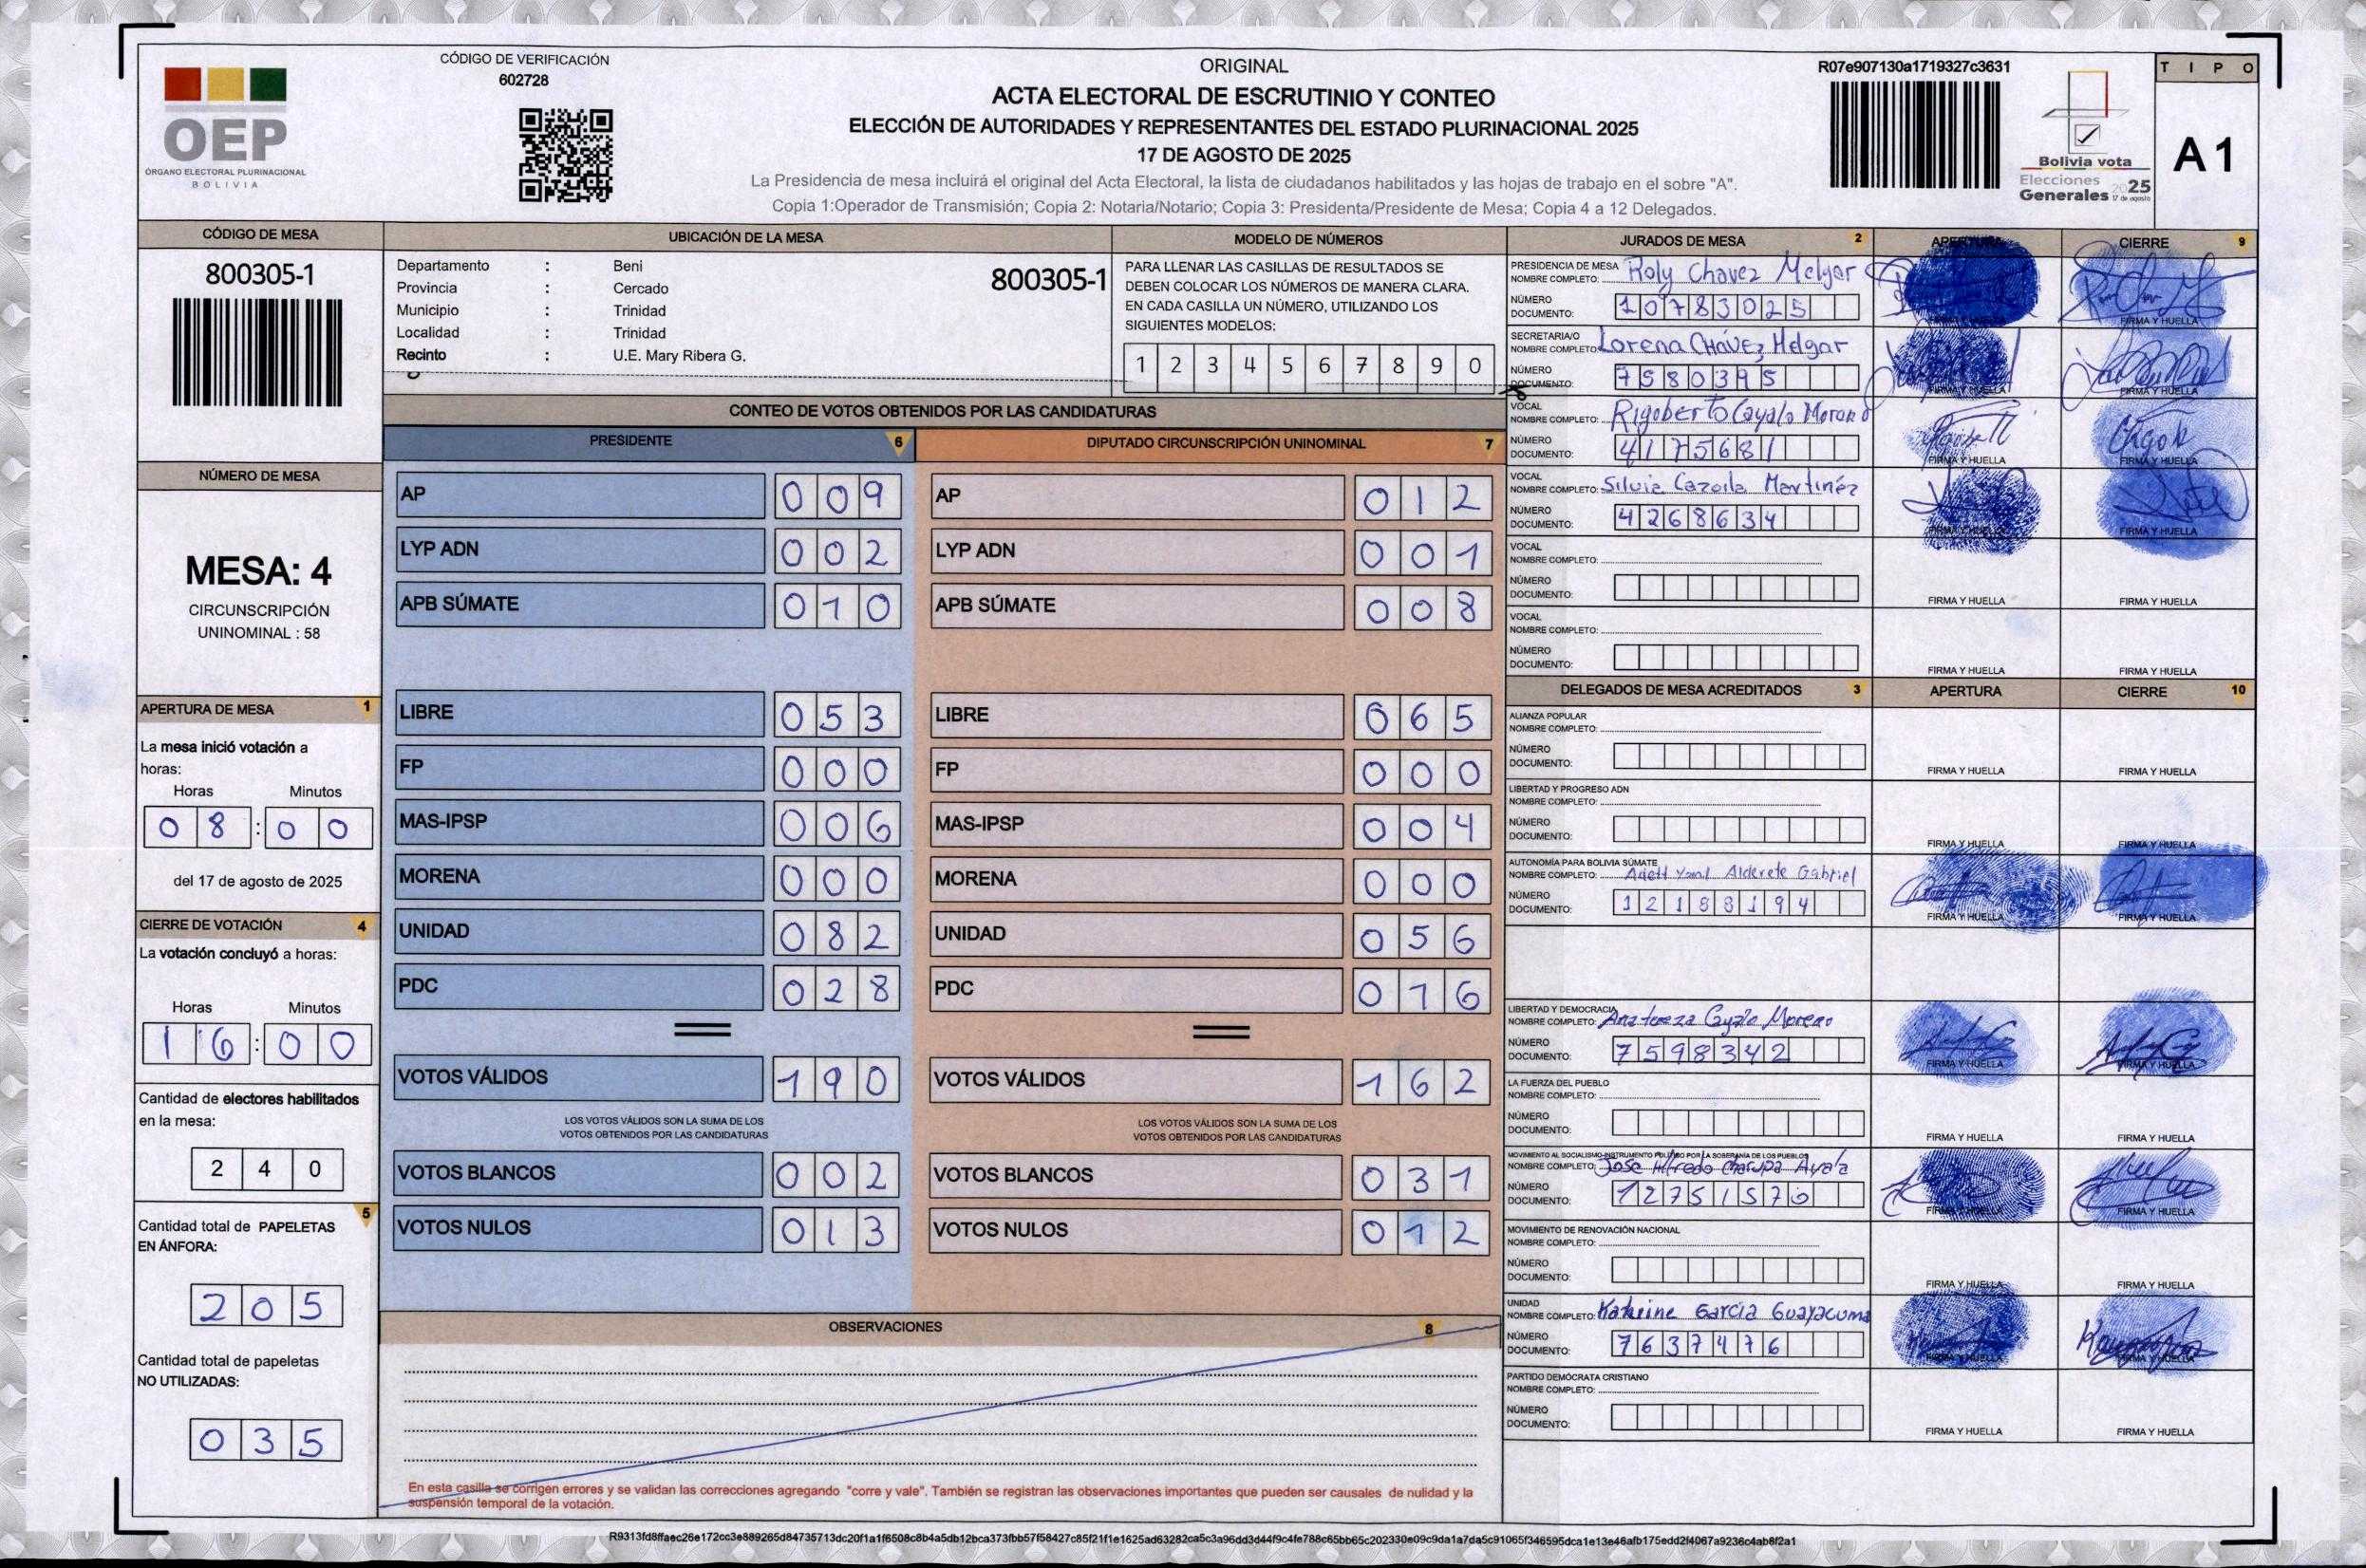 CÓDIGO DE VERIFICACIÓN
602728
OEP
ÓRGANO ELECTORAL PLURINACIONAL
BOLIVIA
ORIGINAL
ACTA ELECTORAL DE ESCRUTINIO Y CONTEO
ELECCIÓN DE AUTORIDADES Y REPRESENTANTES DEL ESTADO PLURINACIONAL 2025
17 DE AGOSTO DE 2025
La Presidencia de mesa incluirá el original del Acta Electoral, la lista de ciudadanos habilitados y las hojas de trabajo en el sobre "A".
Copia 1:Operador de Transmisión; Copia 2: Notaria/Notario; Copia 3: Presidenta/Presidente de Mesa; Copia 4 a 12 Delegados.
R07e907130a1719327c3631
Bolivia vota
Elecciones
Generales 2025
17 de agosto
TIPO
A1
CÓDIGO DE MESA
800305-1
NÚMERO DE MESA
MESA: 4
CIRCUNSCRIPCIÓN
UNINOMINAL : 58
APERTURA DE MESA 1
La mesa inició votación a
horas:
Horas Minutos
08:00
del 17 de agosto de 2025
CIERRE DE VOTACIÓN 4
La votación concluyó a horas:
Horas Minutos
16:00
Cantidad de electores habilitados
en la mesa:
240
5
Cantidad total de PAPELETAS
EN ÁNFORA:
205
Cantidad total de papeletas
NO UTILIZADAS:
035
UBICACIÓN DE LA MESA
Departamento : Beni
800305-1
Provincia : Cercado
Municipio : Trinidad
Localidad : Trinidad
Recinto : U.E. Mary Ribera G.
MODELO DE NÚMEROS
PARA LLENAR LAS CASILLAS DE RESULTADOS SE
DEBEN COLOCAR LOS NÚMEROS DE MANERA CLARA.
EN CADA CASILLA UN NÚMERO, UTILIZANDO LOS
SIGUIENTES MODELOS:
1 2 3 4 5 6 7 8 9 0
CONTEO DE VOTOS OBTENIDOS POR LAS CANDIDATURAS
PRESIDENTE 6
AP 009
LYP ADN 002
APB SÚMATE 010
LIBRE 053
FP 000
MAS-IPSP 006
MORENA 000
UNIDAD 082
PDC 028
VOTOS VÁLIDOS 190
LOS VOTOS VÁLIDOS SON LA SUMA DE LOS
VOTOS OBTENIDOS POR LAS CANDIDATURAS
VOTOS BLANCOS 002
VOTOS NULOS 013
DIPUTADO CIRCUNSCRIPCIÓN UNINOMINAL 7
AP 012
LYP ADN 001
APB SÚMATE 008
LIBRE 065
FP 000
MAS-IPSP 004
MORENA 000
UNIDAD 056
PDC 016
VOTOS VÁLIDOS 162
LOS VOTOS VÁLIDOS SON LA SUMA DE LOS
VOTOS OBTENIDOS POR LAS CANDIDATURAS
VOTOS BLANCOS 031
VOTOS NULOS 012
OBSERVACIONES 8
En esta casilla se corrigen errores y se validan las correcciones agregando "corre y vale". También se registran las observaciones importantes que pueden ser causales de nulidad y la
suspensión temporal de la votación.
JURADOS DE MESA 2 APERTURA CIERRE 9
PRESIDENCIA DE MESA
NOMBRE COMPLETO: Roly Chavez Melgar
NÚMERO
DOCUMENTO: 10783025
FIRMA Y HUELLA FIRMA Y HUELLA
SECRETARIA/O
NOMBRE COMPLETO: Lorena CHÁVEZ Melgar
NÚMERO
DOCUMENTO: 7580395
FIRMA Y HUELLA FIRMA Y HUELLA
VOCAL
NOMBRE COMPLETO: Rigoberto Cayalo Moreno
NÚMERO
DOCUMENTO: 4175681
FIRMA Y HUELLA FIRMA Y HUELLA
VOCAL
NOMBRE COMPLETO: Silvia Martínez
NÚMERO
DOCUMENTO: 4268634
FIRMA Y HUELLA FIRMA Y HUELLA
VOCAL
NOMBRE COMPLETO:
NÚMERO
DOCUMENTO:
FIRMA Y HUELLA FIRMA Y HUELLA
VOCAL
NOMBRE COMPLETO:
NÚMERO
DOCUMENTO:
FIRMA Y HUELLA FIRMA Y HUELLA
DELEGADOS DE MESA ACREDITADOS 3 APERTURA CIERRE 10
ALIANZA POPULAR
NOMBRE COMPLETO:
NÚMERO
DOCUMENTO:
FIRMA Y HUELLA FIRMA Y HUELLA
LIBERTAD Y PROGRESO ADN
NOMBRE COMPLETO:
NÚMERO
DOCUMENTO:
FIRMA Y HUELLA FIRMA Y HUELLA
AUTONOMÍA PARA BOLIVIA SÚMATE
NOMBRE COMPLETO: Alderete Gabriel
NÚMERO
DOCUMENTO: 12188194
FIRMA Y HUELLA FIRMA Y HUELLA
LIBERTAD Y DEMOCRACIA
NOMBRE COMPLETO: Moreno
NÚMERO
DOCUMENTO: 7598342
FIRMA Y HUELLA FIRMA Y HUELLA
LA FUERZA DEL PUEBLO
NOMBRE COMPLETO:
NÚMERO
DOCUMENTO:
FIRMA Y HUELLA FIRMA Y HUELLA
MOVIMIENTO AL SOCIALISMO-INSTRUMENTO POLÍTICO POR LA SOBERANÍA DE LOS PUEBLOS
NOMBRE COMPLETO: Jose Alfredo Ayala
NÚMERO
DOCUMENTO: 12751570
FIRMA Y HUELLA FIRMA Y HUELLA
MOVIMIENTO DE RENOVACIÓN NACIONAL
NOMBRE COMPLETO:
NÚMERO
DOCUMENTO:
FIRMA Y HUELLA FIRMA Y HUELLA
UNIDAD
NOMBRE COMPLETO: Katerine Garcia Guayacuma
NÚMERO
DOCUMENTO: 7637476
FIRMA Y HUELLA FIRMA Y HUELLA
PARTIDO DEMÓCRATA CRISTIANO
NOMBRE COMPLETO:
NÚMERO
DOCUMENTO:
FIRMA Y HUELLA FIRMA Y HUELLA